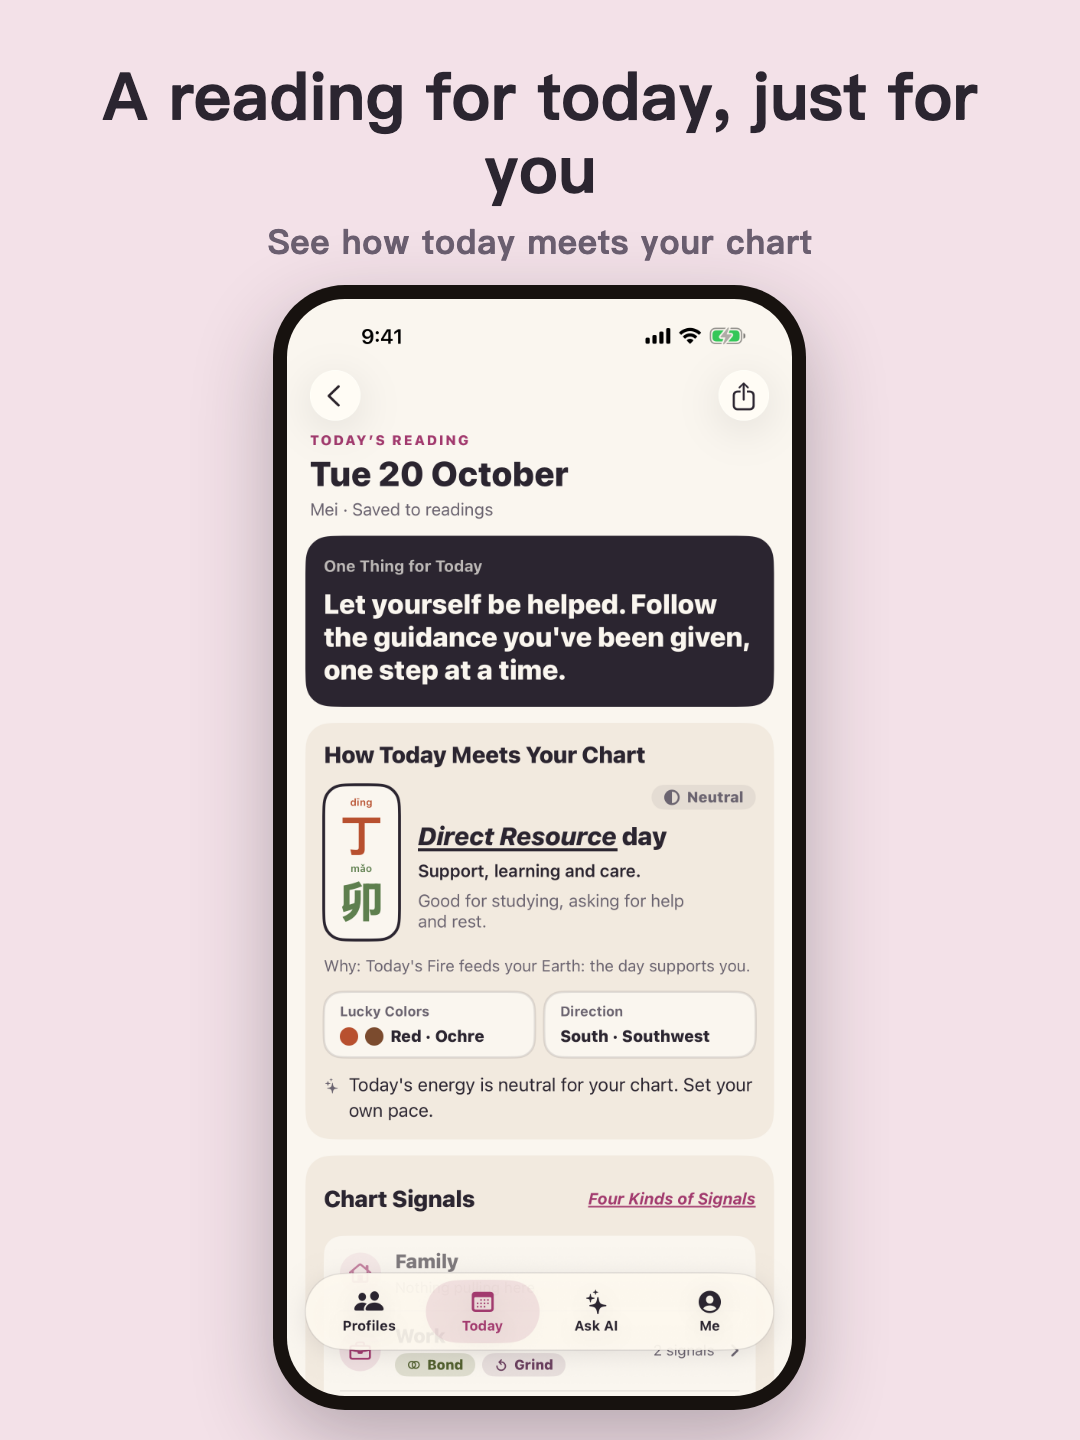 A reading for today, just for
you
See how today meets your chart
9:41
TODAY'S READING
Tue 20 October
Mei · Saved to readings
One Thing for Today
Let yourself be helped. Follow
the guidance you've been given,
one step at a time.
How Today Meets Your Chart
Neutral
dīng
丁
mǎo
卯
Direct Resource day
Support, learning and care.
Good for studying, asking for help
and rest.
Why: Today's Fire feeds your Earth: the day supports you.
Lucky Colors
Red · Ochre
Direction
South · Southwest
Today's energy is neutral for your chart. Set your
own pace.
Chart Signals
Four Kinds of Signals
Family
Work
2 signals
Bond
Grind
Profiles
Today
Ask AI
Me